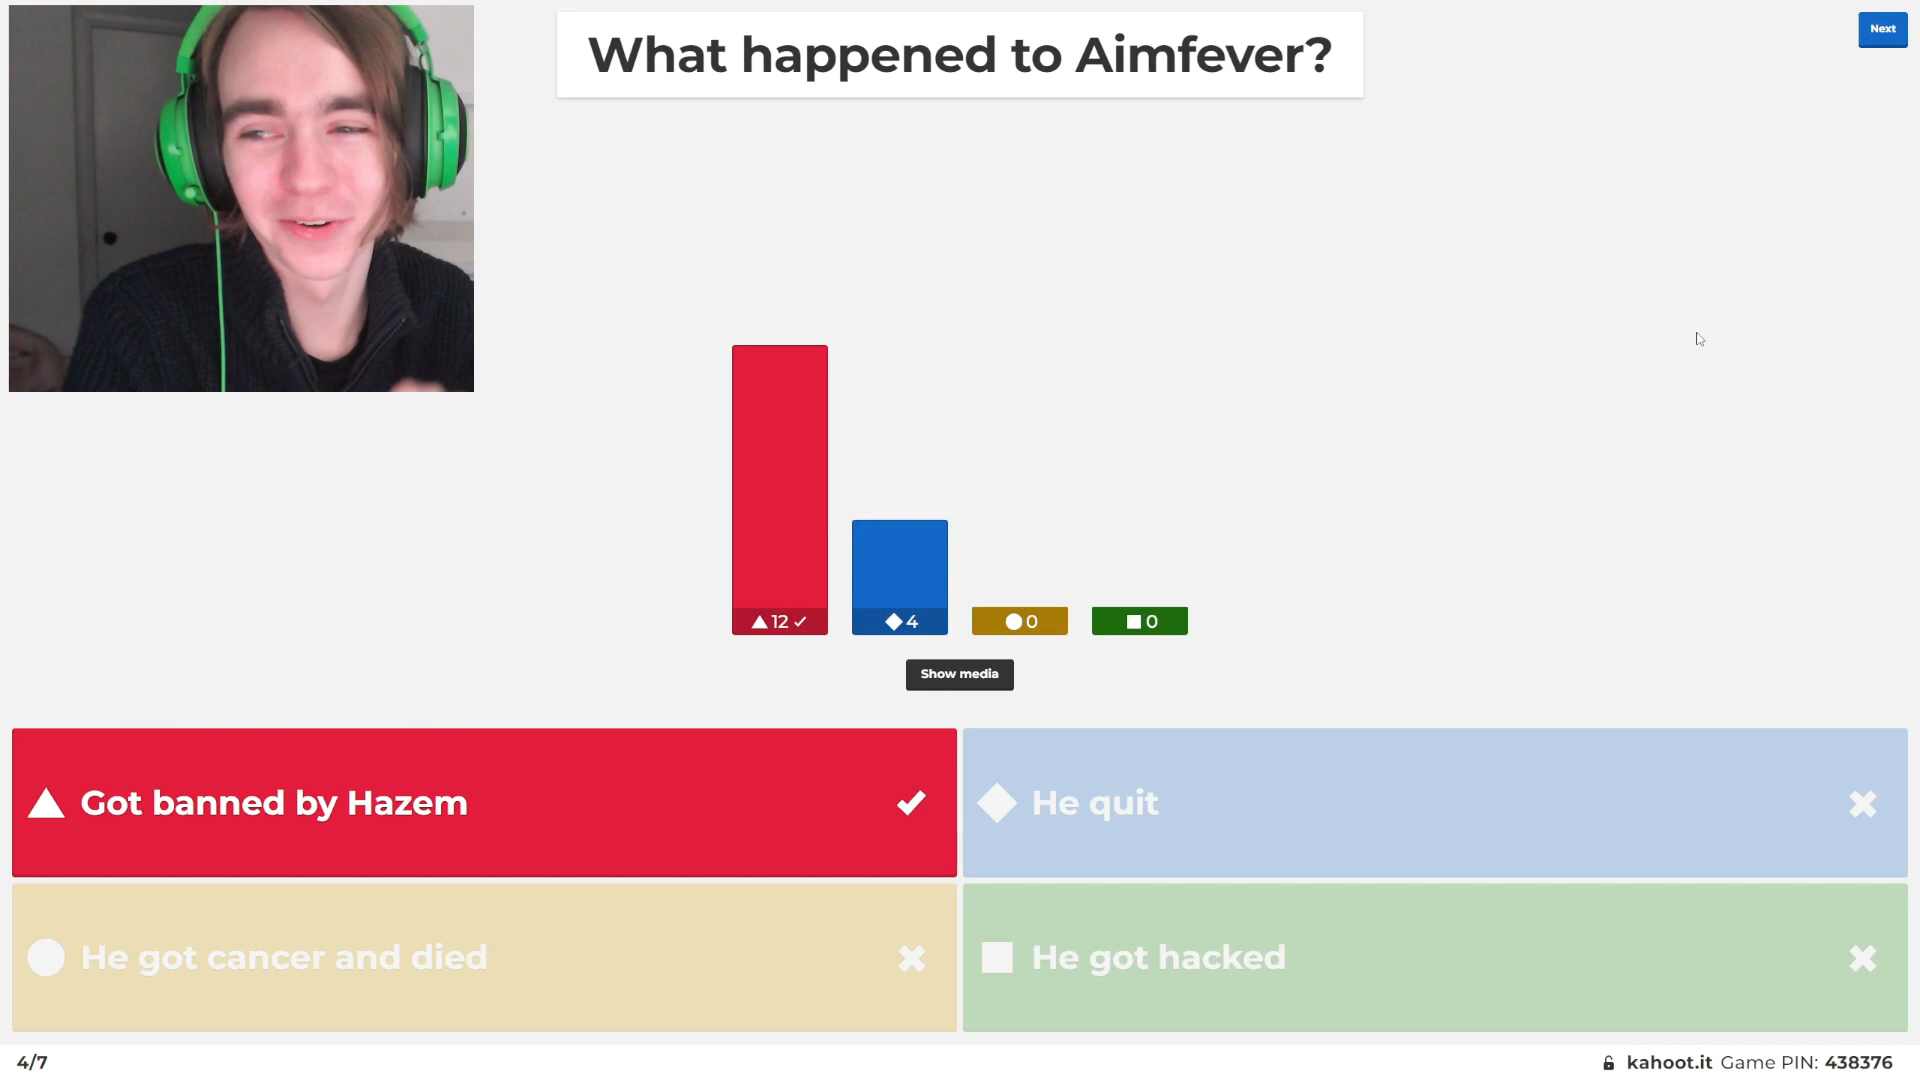 What happened to Aimfever?
Next
12
4
0
0
Show media
Got banned by Hazem
He quit
He got cancer and died
He got hacked
4/7
kahoot.it Game PIN: 438376